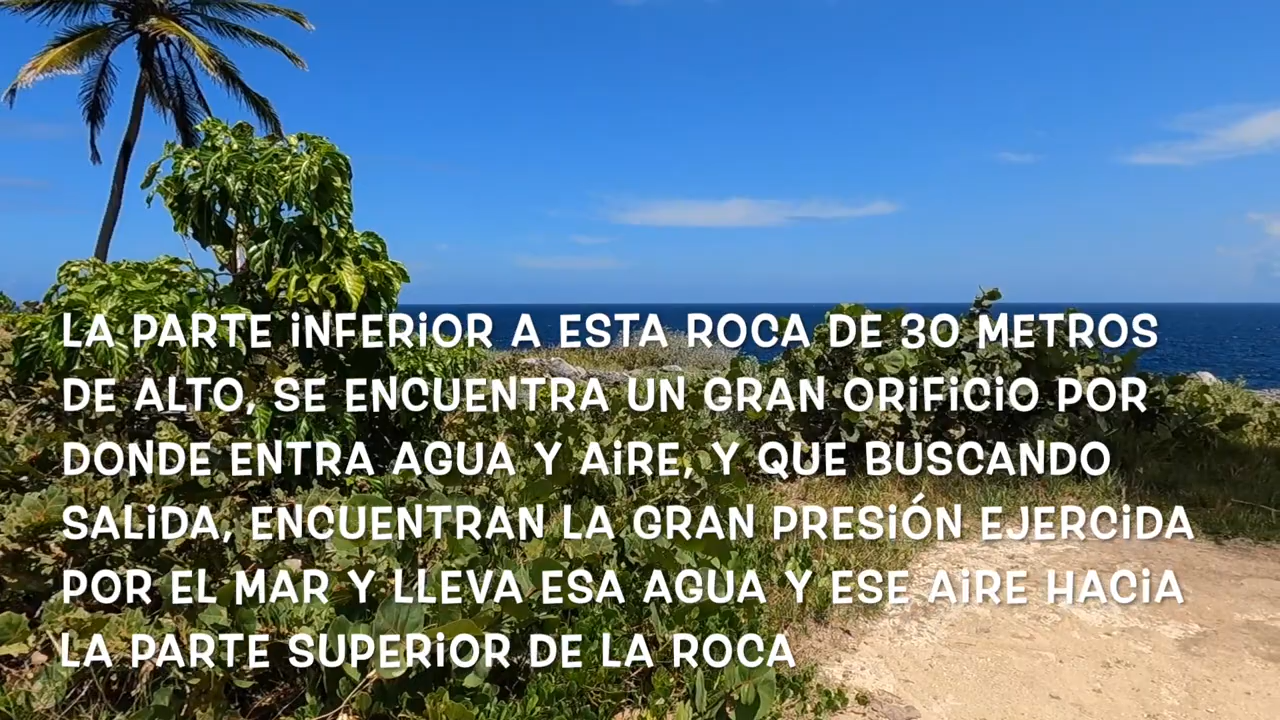 LA PARTE INFERIOR A ESTA ROCA DE 30 METROS
DE ALTO, SE ENCUENTRA UN GRAN ORIFICIO POR
DONDE ENTRA AGUA Y AIRE, Y QUE BUSCANDO
SALIDA, ENCUENTRAN LA GRAN PRESIÓN EJERCIDA
POR EL MAR Y LLEVA ESA AGUA Y ESE AIRE HACIA
LA PARTE SUPERIOR DE LA ROCA